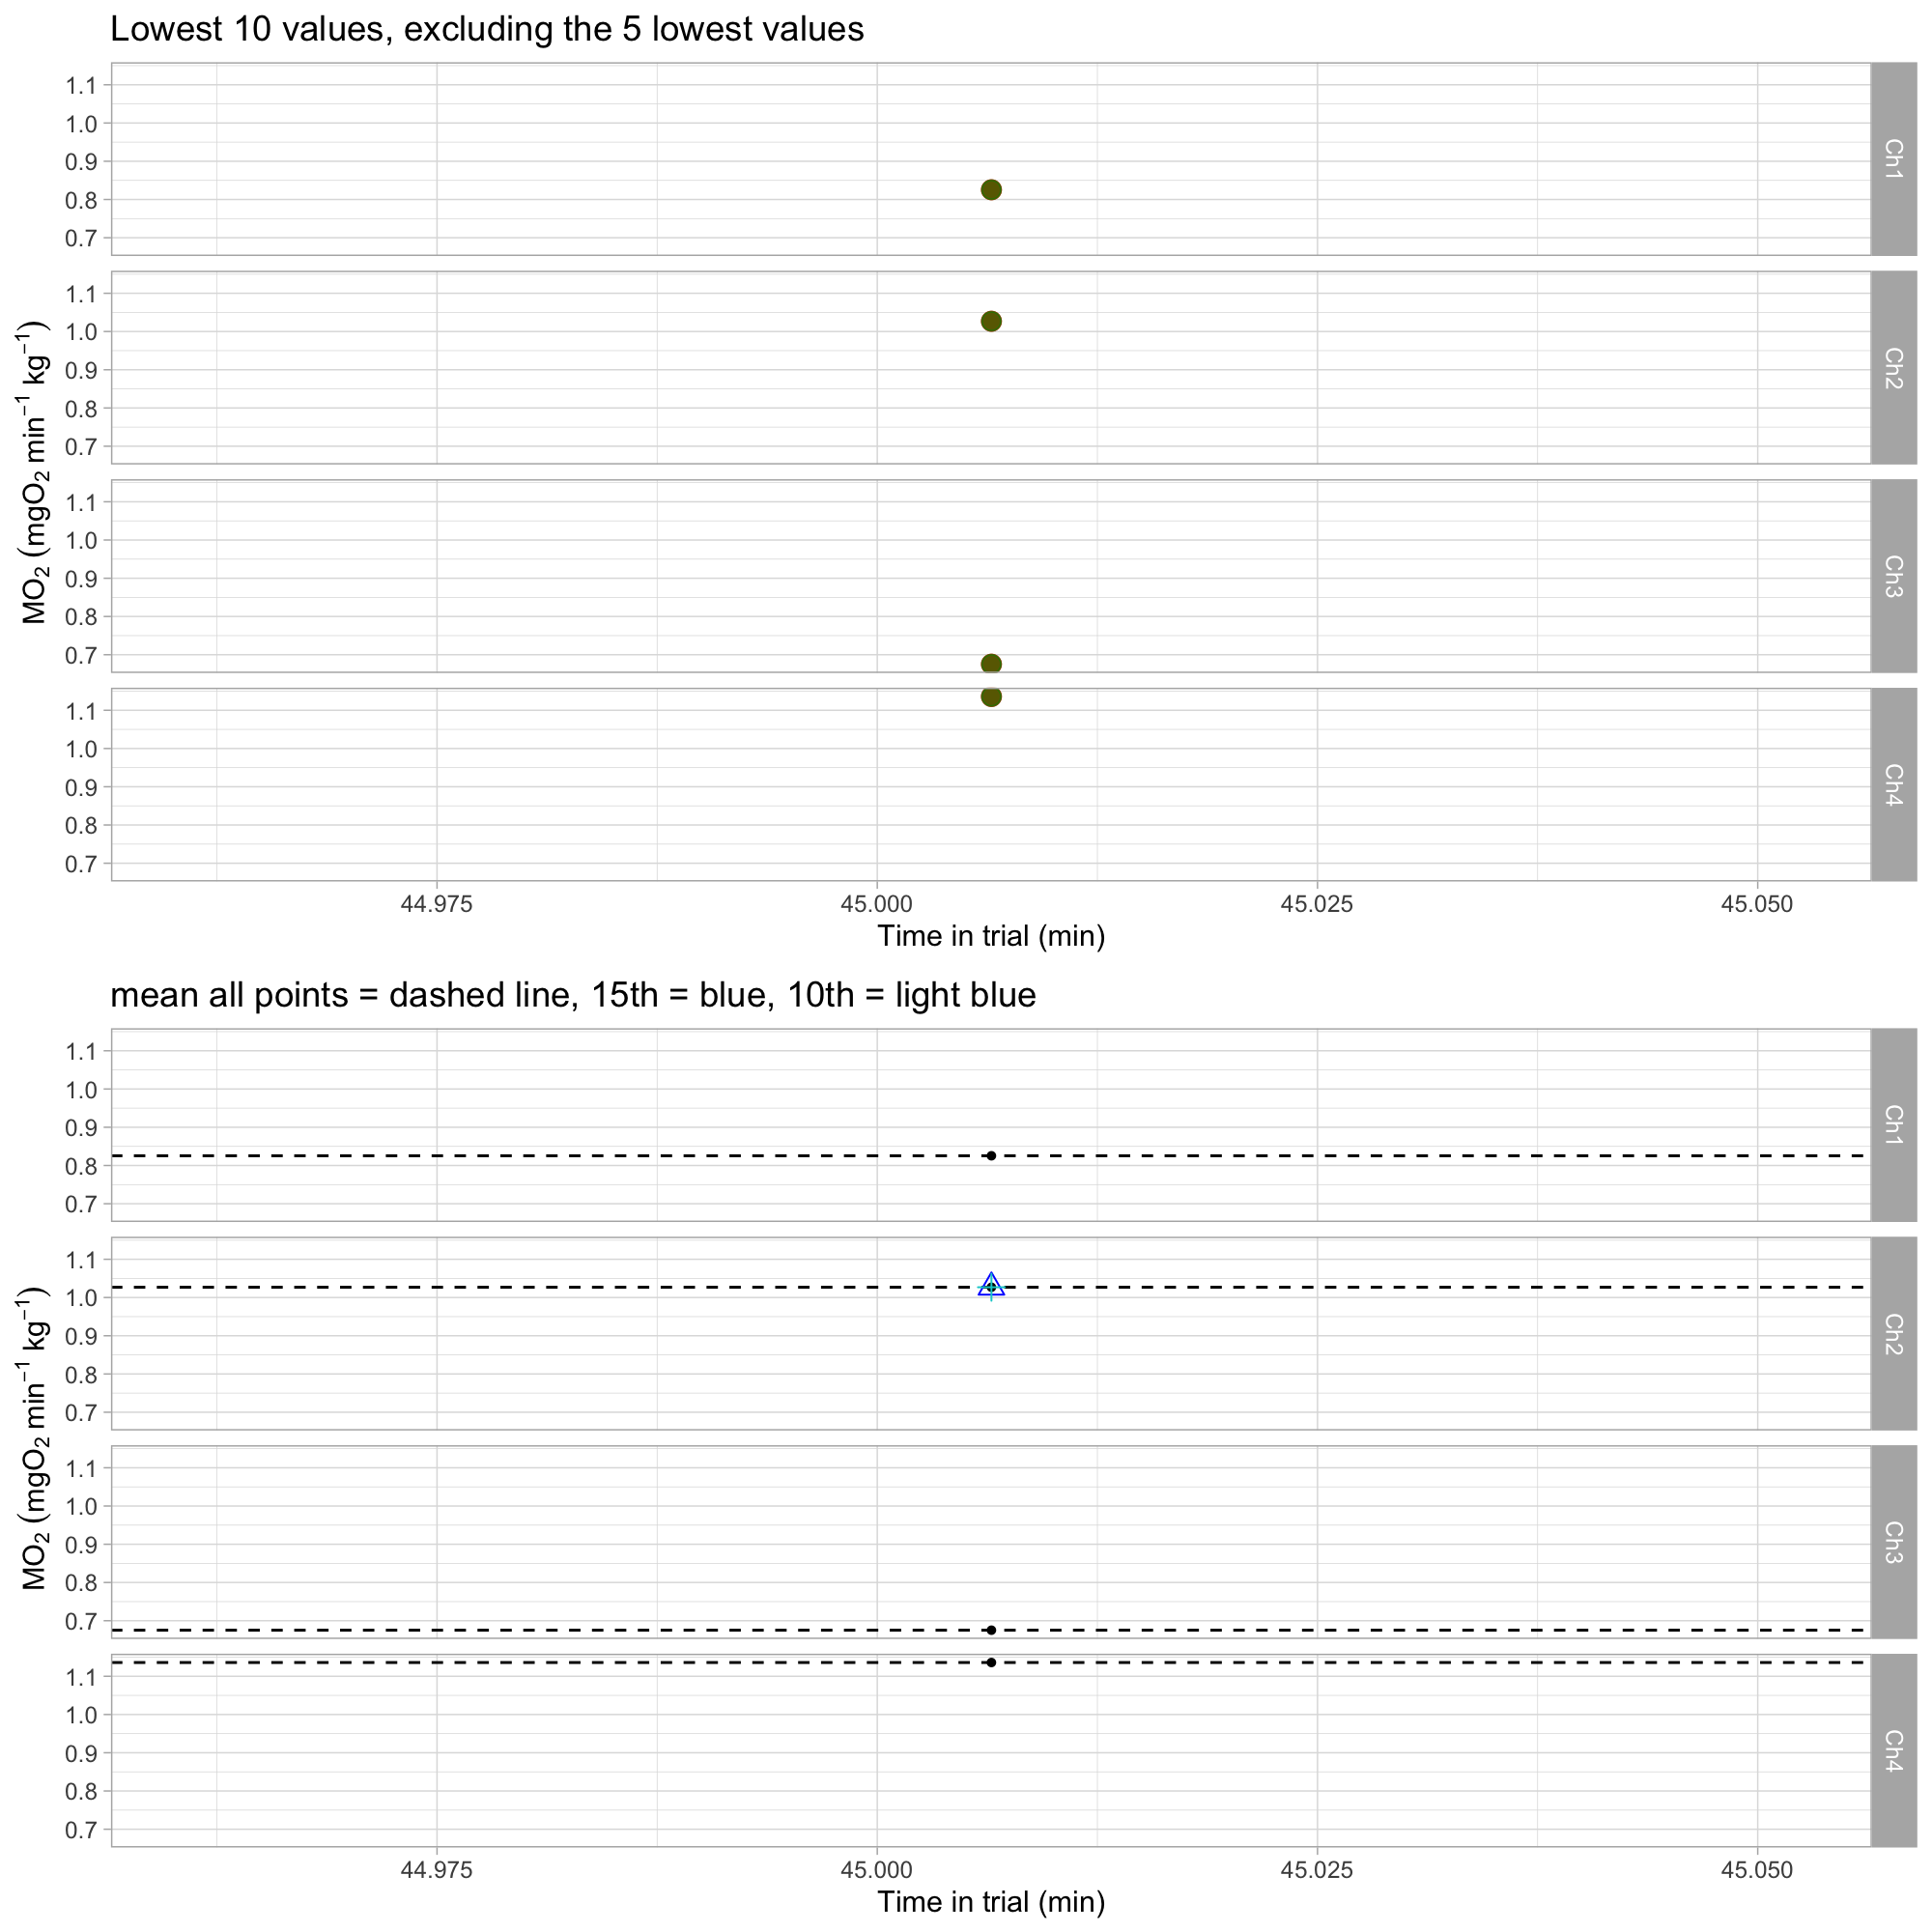 Lowest 10 values, excluding the 5 lowest values
1.1
1.0
0.9
0.8
0.7
Ch1
1.1
1.0
0.9
0.8
0.7
Ch2
MO₂ (mgO₂ min⁻¹ kg⁻¹)
1.1
1.0
0.9
0.8
0.7
Ch3
1.1
1.0
0.9
0.8
0.7
Ch4
44.975 45.000 45.025 45.050
Time in trial (min)
mean all points = dashed line, 15th = blue, 10th = light blue
1.1
1.0
0.9
0.8
0.7
Ch1
1.1
1.0
0.9
0.8
0.7
Ch2
MO₂ (mgO₂ min⁻¹ kg⁻¹)
1.1
1.0
0.9
0.8
0.7
Ch3
1.1
1.0
0.9
0.8
0.7
Ch4
44.975 45.000 45.025 45.050
Time in trial (min)